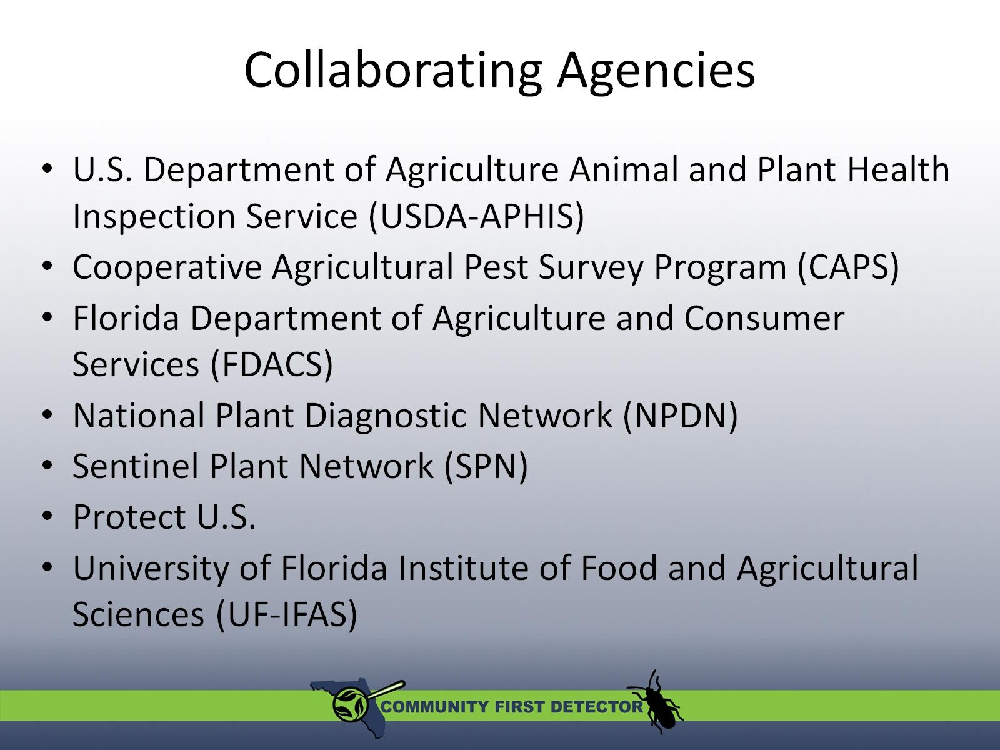 Collaborating Agencies
• U.S. Department of Agriculture Animal and Plant Health
Inspection Service (USDA-APHIS)
• Cooperative Agricultural Pest Survey Program (CAPS)
• Florida Department of Agriculture and Consumer
Services (FDACS)
• National Plant Diagnostic Network (NPDN)
• Sentinel Plant Network (SPN)
• Protect U.S.
• University of Florida Institute of Food and Agricultural
Sciences (UF-IFAS)
COMMUNITY FIRST DETECTOR